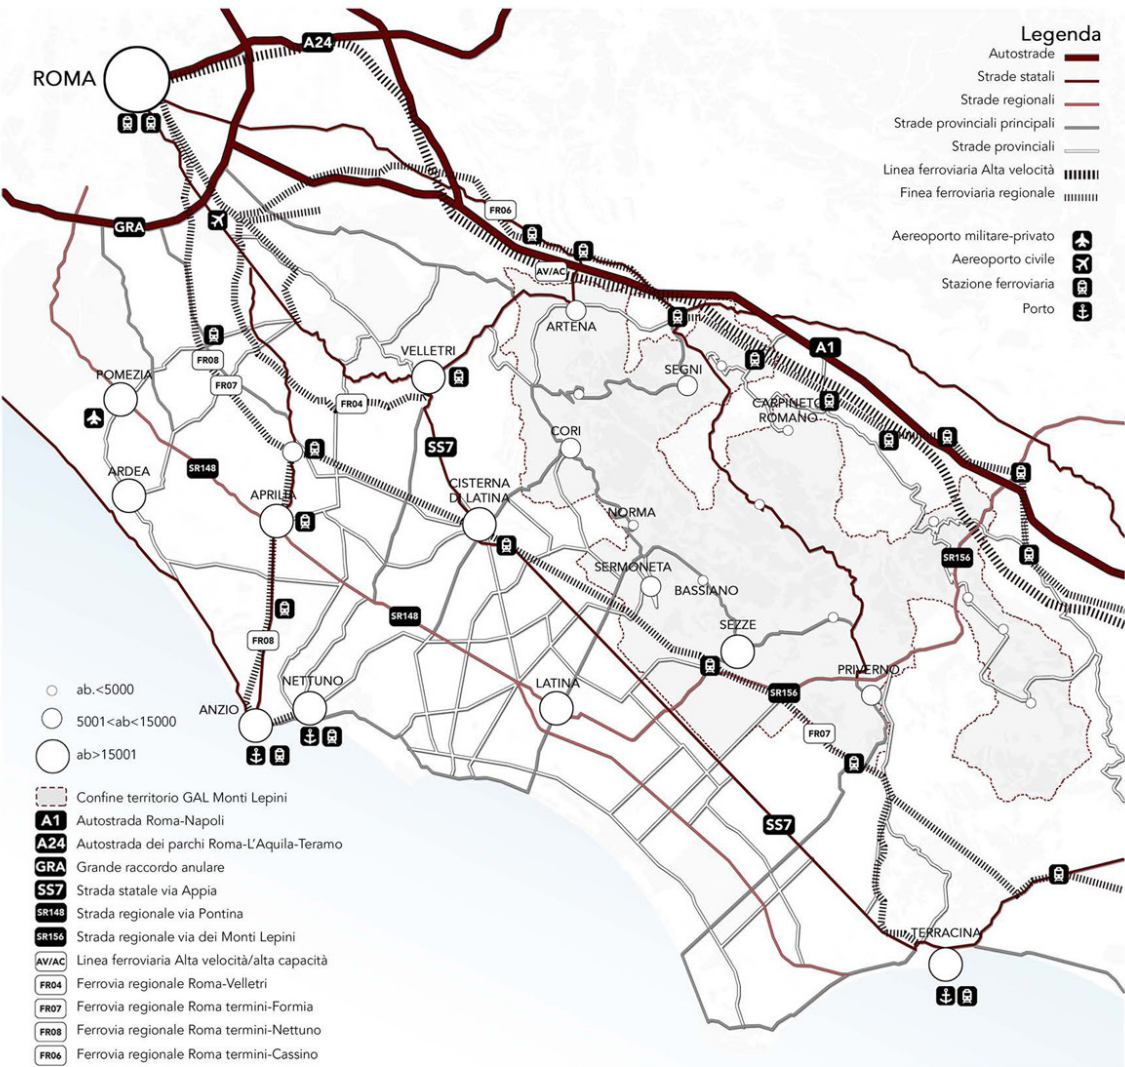 Legenda
Autostrade
Strade statali
Strade regionali
Strade provinciali principali
Strade provinciali
Linea ferroviaria Alta velocità
Finea ferroviaria regionale
Aereoporto militare-privato
Aereoporto civile
Stazione ferroviaria
Porto
A24
ROMA
FR06
GRA
AV/AC
ARTENA
A1
FR08
VELLETRI
POMEZIA
FR07
SEGNI
FR04
CARPINETO
ROMANO
CORI
SS7
SR148
ARDEA
CISTERNA
DI LATINA
APRILIA
NORMA
SR156
SERMONETA
BASSIANO
SR148
SEZZE
FR08
PRIVERNO
NETTUNO
LATINA
SR156
ANZIO
FR07
SS7
TERRACINA
ab.<5000
5001<ab<15000
ab>15001
Confine territorio GAL Monti Lepini
A1 Autostrada Roma-Napoli
A24 Autostrada dei parchi Roma-L'Aquila-Teramo
GRA Grande raccordo anulare
SS7 Strada statale via Appia
SR148 Strada regionale via Pontina
SR156 Strada regionale via dei Monti Lepini
AV/AC Linea ferroviaria Alta velocità/alta capacità
FR04 Ferrovia regionale Roma-Velletri
FR07 Ferrovia regionale Roma termini-Formia
FR08 Ferrovia regionale Roma termini-Nettuno
FR06 Ferrovia regionale Roma termini-Cassino